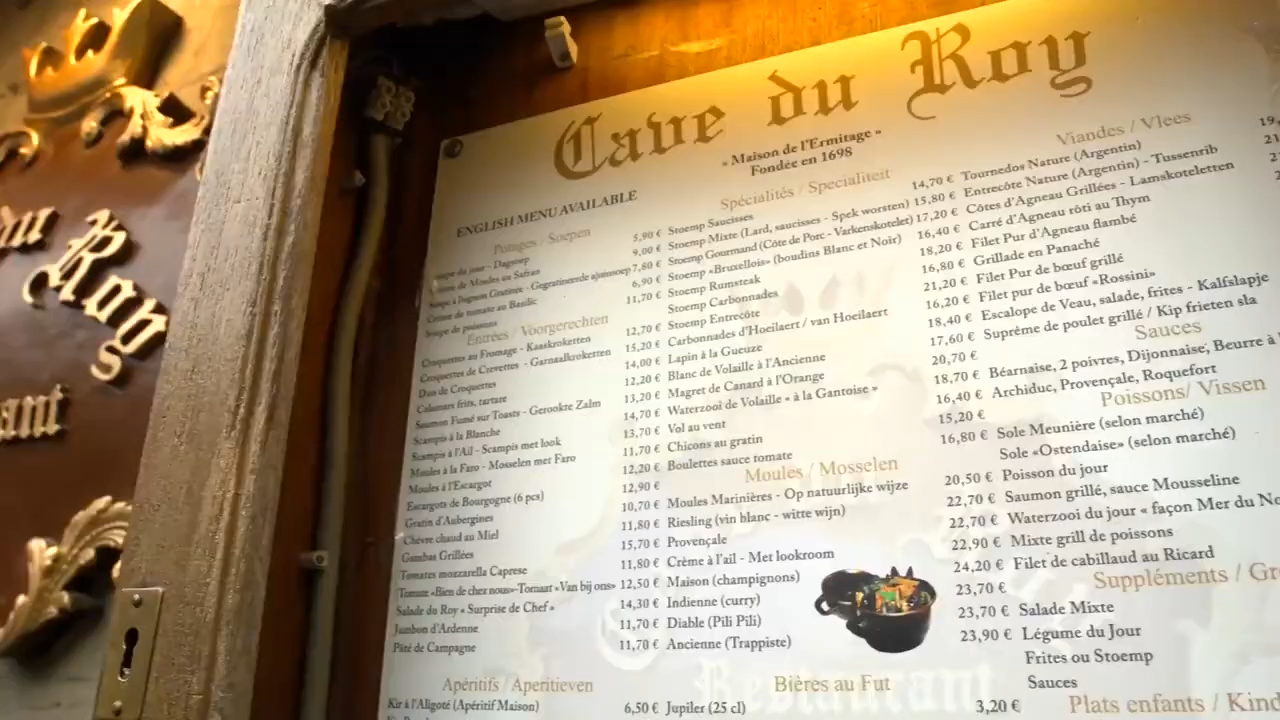 du
Roy
ant
Cave du Roy
« Maison de l'Ermitage »
Fondée en 1698
ENGLISH MENU AVAILABLE
Potages / Soepen
Soupe du jour - Dagsoep 5,90 €
Crème de Moules au Safran 9,00 €
Soupe à l'ognon Gratinée - Gegratineerde ajuinsoep 7,80 €
Crème de tomate au Basilic 6,90 €
Soupe de poissons 11,70 €
Entrées / Voorgerechten
Croquettes au Fromage - Kaaskroketten 12,70 €
Croquettes de Crevettes - Garnaalkroketten 15,20 €
Duo de Croquettes 14,00 €
Calamars frits, tartare 12,20 €
Saumon Fumé sur Toasts - Gerookte Zalm 13,20 €
Scampis à la Blanche 14,70 €
Scampis à l'Ail - Scampis met look 13,70 €
Moules à la Faro - Mosselen met Faro 11,70 €
Moules à l'Escargot 12,20 €
Escargots de Bourgogne (6 pcs) 12,90 €
Gratin d'Aubergines 10,70 €
Chèvre chaud au Miel 11,80 €
Gambas Grillées 15,70 €
Tomates mozzarella Caprese 11,80 €
Tomate «Bien de chez nous»-Tomaat «Van bij ons» 12,50 €
Salade du Roy « Surprise de Chef » 14,30 €
Jambon d'Ardenne 11,70 €
Pâté de Campagne 11,70 €
Apéritifs / Aperitieven
Kir à l'Aligoté (Apéritif Maison) 6,50 €
Spécialités / Specialiteit
Stoemp Saucisses 14,70 €
Stoemp Mixte (Lard, saucisses - Spek worsten) 15,80 €
Stoemp Gourmand (Côte de Porc - Varkenskotelet) 17,20 €
Stoemp «Bruxellois» (boudins Blanc et Noir) 16,40 €
Stoemp Rumsteak 18,20 €
Stoemp Carbonnades 16,80 €
Stoemp Entrecôte 21,20 €
Carbonnades d'Hoeilaert / van Hoeilaert 16,20 €
Lapin à la Gueuze 18,40 €
Blanc de Volaille à l'Ancienne 17,60 €
Magret de Canard à l'Orange 20,70 €
Waterzooi de Volaille « à la Gantoise » 18,70 €
Vol au vent 16,40 €
Chicons au gratin 15,20 €
Boulettes sauce tomate 16,80 €
Moules / Mosselen
Moules Marinières - Op natuurlijke wijze 20,50 €
Riesling (vin blanc - witte wijn) 22,70 €
Provençale 22,70 €
Crème à l'ail - Met lookroom 22,90 €
Maison (champignons) 24,20 €
Indienne (curry) 23,70 €
Diable (Pili Pili) 23,70 €
Ancienne (Trappiste) 23,90 €
Restaurant
Bières au Fut
Jupiler (25 cl) 3,20 €
Viandes / Vlees
Tournedos Nature (Argentin)
Entrecôte Nature (Argentin) - Tussenrib
Côtes d'Agneau Grillées - Lamskoteletten
Carré d'Agneau rôti au Thym
Filet Pur d'Agneau flambé
Grillade en Panaché
Filet Pur de bœuf grillé
Filet pur de bœuf «Rossini»
Escalope de Veau, salade, frites - Kalfslapje
Suprême de poulet grillé / Kip frieten sla
Sauces
Béarnaise, 2 poivres, Dijonnaise, Beurre à
Archiduc, Provençale, Roquefort
Poissons/ Vissen
Sole Meunière (selon marché)
Sole «Ostendaise» (selon marché)
Poisson du jour
Saumon grillé, sauce Mousseline
Waterzooi du jour « façon Mer du No
Mixte grill de poissons
Filet de cabillaud au Ricard
Suppléments / Gr
Salade Mixte
Légume du Jour
Frites ou Stoemp
Sauces
Plats enfants / Kind